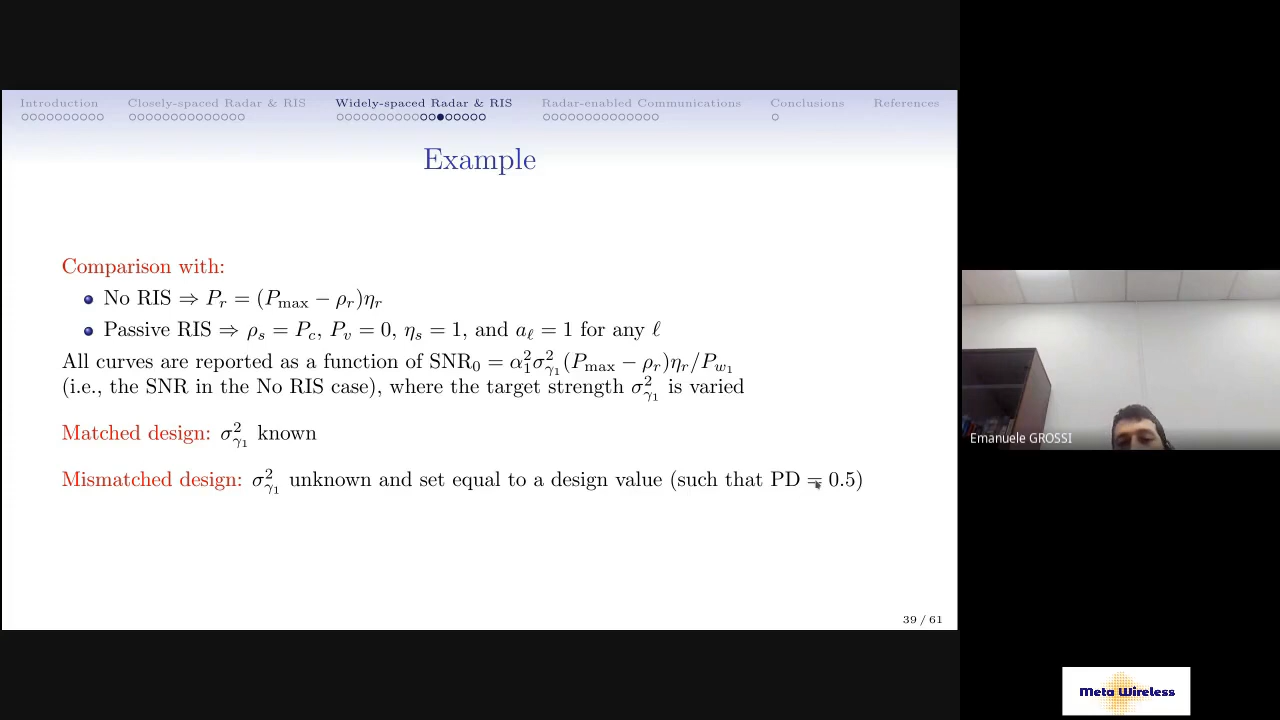 Introduction Closely-spaced Radar & RIS Widely-spaced Radar & RIS Radar-enabled Communications Conclusions References
Example
Comparison with:
No RIS ⇒ P_r = (P_max − ρ_r)η_r
Passive RIS ⇒ ρ_s = P_c, P_v = 0, η_s = 1, and a_ℓ = 1 for any ℓ
All curves are reported as a function of SNR_0 = α_1^2 σ_{γ_1}^2 (P_max − ρ_r)η_r/P_{w_1}
(i.e., the SNR in the No RIS case), where the target strength σ_{γ_1}^2 is varied
Matched design: σ_{γ_1}^2 known
Mismatched design: σ_{γ_1}^2 unknown and set equal to a design value (such that PD = 0.5)
39 / 61
Emanuele GROSSI
Meta Wireless